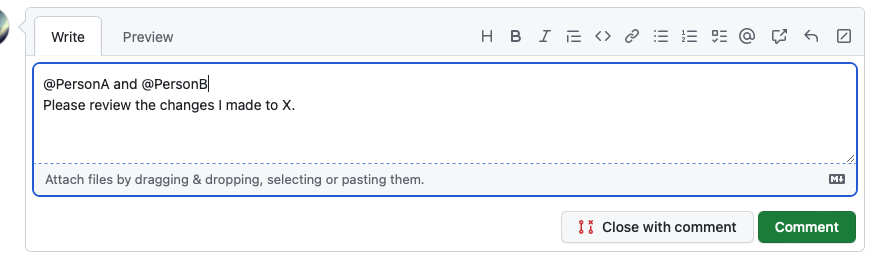 Write Preview
@PersonA and @PersonB
Please review the changes I made to X.
Attach files by dragging & dropping, selecting or pasting them.
Close with comment Comment